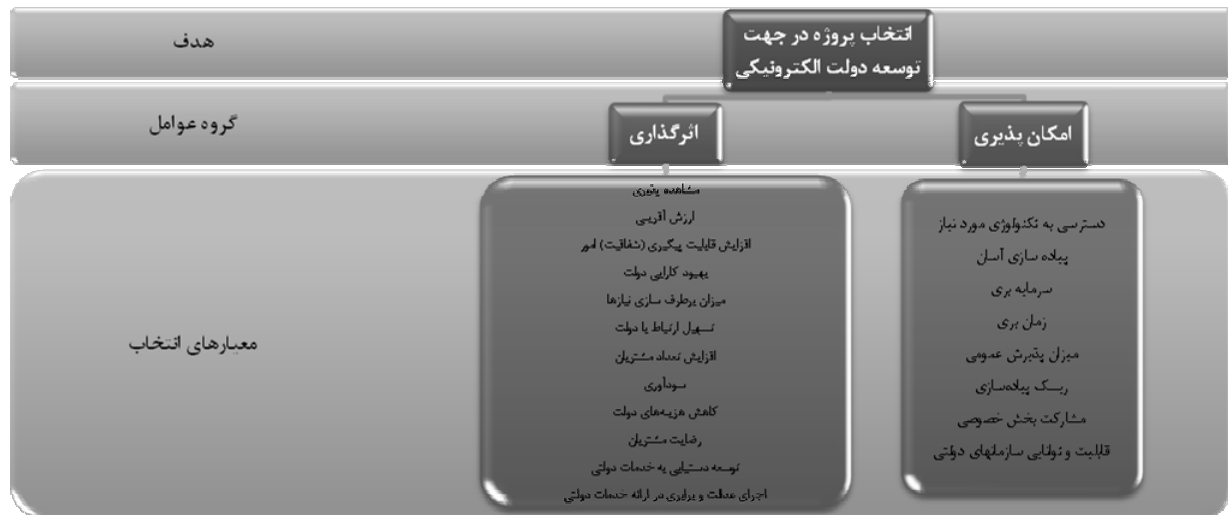 هدف
انتخاب پروژه در جهت
توسعه دولت الکترونیکی
گروه عوامل
امکان پذیری
اثرگذاری
معیارهای انتخاب
دسترسی به تکنولوژی مورد نیاز
پیاده سازی آسان
سرمایه بری
زمان بری
میزان پذیرش عمومی
ریسک پیاده‌سازی
مشارکت بخش خصوصی
قابلیت و توانایی سازمانهای دولتی
مشاهده پذیری
ارزش آفرینی
افزایش قابلیت پیگیری (شفافیت) امور
بهبود کارایی دولت
میزان برطرف سازی نیازها
تسهیل ارتباط با دولت
افزایش تعداد مشتریان
سودآوری
کاهش هزینه‌های دولت
رضایت مشتریان
توسعه دستیابی به خدمات دولتی
اجرای عدالت و برابری در ارائه خدمات دولتی